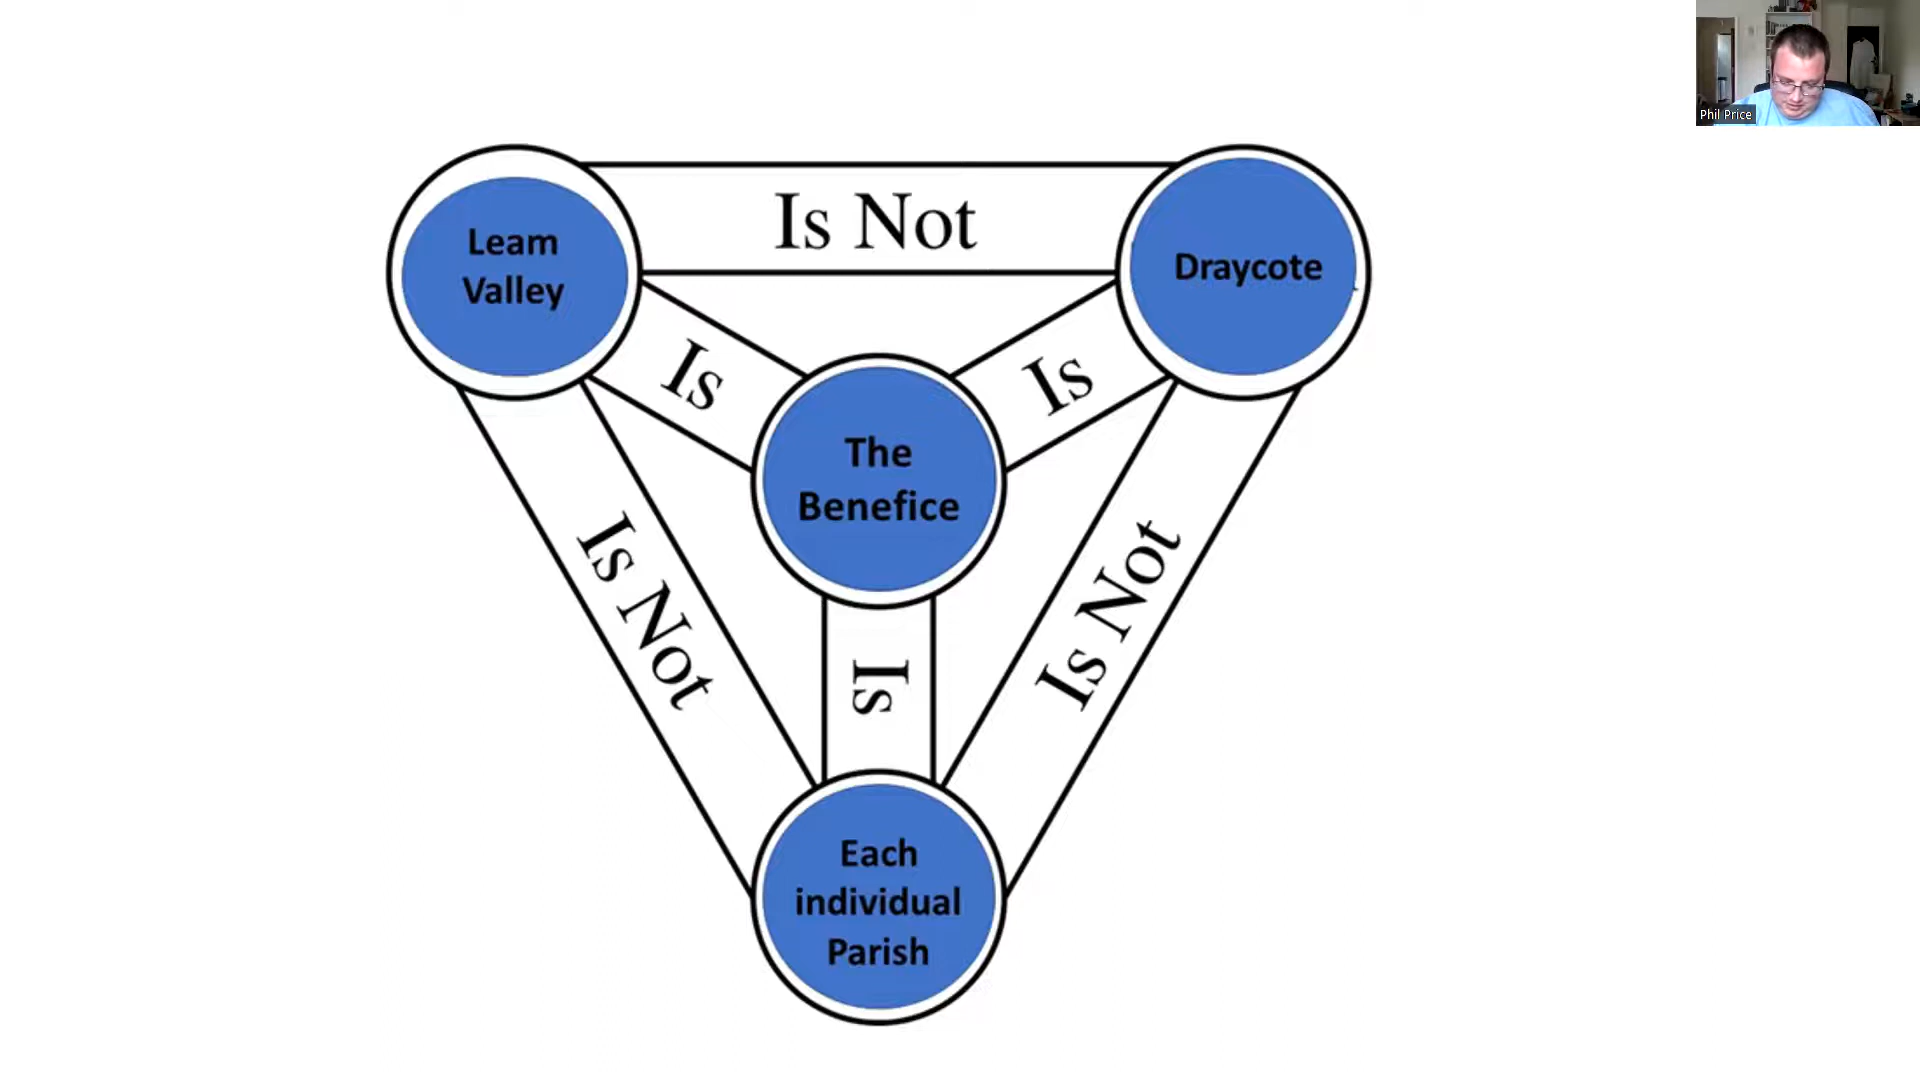 Phil Price
Is Not
Leam
Valley
Draycote
Is
Is
The
Benefice
Is Not
Is Not
Is
Each
individual
Parish